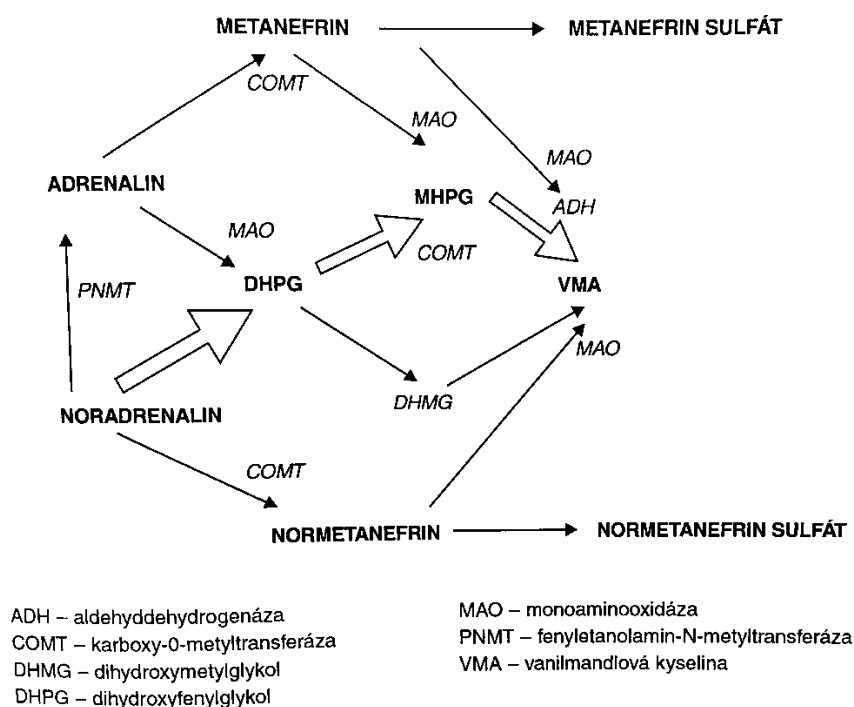 METANEFRIN METANEFRIN SULFÁT
COMT
MAO
MAO
ADRENALIN
MHPG
ADH
MAO
COMT
DHPG
VMA
PNMT
MAO
DHMG
NORADRENALIN
COMT
NORMETANEFRIN NORMETANEFRIN SULFÁT
ADH – aldehyddehydrogenáza
COMT – karboxy-0-metyltransferáza
DHMG – dihydroxymetylglykol
DHPG – dihydroxyfenylglykol
MAO – monoaminooxidáza
PNMT – fenyletanolamin-N-metyltransferáza
VMA – vanilmandlová kyselina